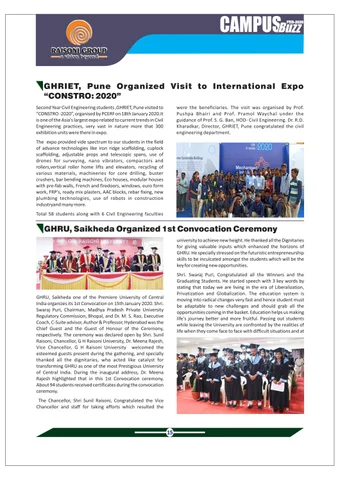 CAMPUS
BUZZ
FEB-2020
RAISONI GROUP
GHRIET, Pune Organized Visit to International Expo
"CONSTRO: 2020"
Second Year Civil Engineering students ,GHRIET, Pune visited to
"CONSTRO -2020", organised by PCERF on 18th January 2020.It
is one of the Asia's largest expo related to current trends in Civil
Engineering practices, very vast in nature more that 300
exhibition units were there in expo.
The expo provided vide spectrum to our students in the field
of advance technologies like iron ridge scaffolding, cuplock
scaffolding, adjustable props and telescopic spans, use of
drones for surveying, nano vibrators, compactors and
rollers,vertical roller home lifts and elevators, recycling of
various materials, machineries for core drilling, buster
crushers, bar bending machines, Eco houses, modular houses
with pre-fab walls, French and firedoors, windows, euro form
work, FRP's, ready mix plasters, AAC blocks, rebar fixing, new
plumbing technologies, use of robots in construction
industryand many more.
Total 58 students along with 6 Civil Engineering faculties
were the beneficiaries. The visit was organised by Prof.
Pushpa Bhairi and Prof. Pramol Waychal under the
guidance of Prof. S. G. Ban, HOD- Civil Engineering. Dr. R.D.
Kharadkar, Director, GHRIET, Pune congratulated the civil
engineering department.
2020
GHRU, Saikheda Organized 1st Convocation Ceremony
GHRU, Saikheda one of the Premiere University of Central
India organizes its 1st Convocation on 15th January 2020. Shri.
Swaraj Puri, Chairman, Madhya Pradesh Private University
Regulatory Commission, Bhopal, and Dr. M. S. Rao, Executive
Coach, C-Suite advisor, Author & Professor, Hyderabad was the
Chief Guest and the Guest of Honour of the Ceremony,
respectively. The ceremony was declared open by Shri. Sunil
Raisoni, Chancellor, G H Raisoni University, Dr. Meena Rajesh,
Vice Chancellor, G H Raisoni University welcomed the
esteemed guests present during the gathering, and specially
thanked all the dignitaries, who acted like catalyst for
transforming GHRU as one of the most Prestigious University
of Central India. During the inaugural address, Dr. Meena
Rajesh highlighted that in this 1st Convocation ceremony,
About 94 students received certificates during the convocation
ceremony.
The Chancellor, Shri Sunil Raisoni, Congratulated the Vice
Chancellor and staff for taking efforts which resulted the
university to achieve new height. He thanked all the Dignitaries
for giving valuable inputs which enhanced the horizons of
GHRU. He specially stressed on the futuristic entrepreneurship
skills to be inculcated amongst the students which will be the
key for creating new opportunities.
Shri. Swaraj Puri, Congratulated all the Winners and the
Graduating Students. He started speech with 3 key words by
stating that today we are living in the era of Liberalization,
Privatization and Globalization. The education system is
moving into radical changes very fast and hence student must
be adaptable to new challenges and should grab all the
opportunities coming in the basket. Education helps us making
life's journey better and more fruitful. Passing out students
while leaving the University are confronted by the realities of
life when they come face to face with difficult situations and at
15